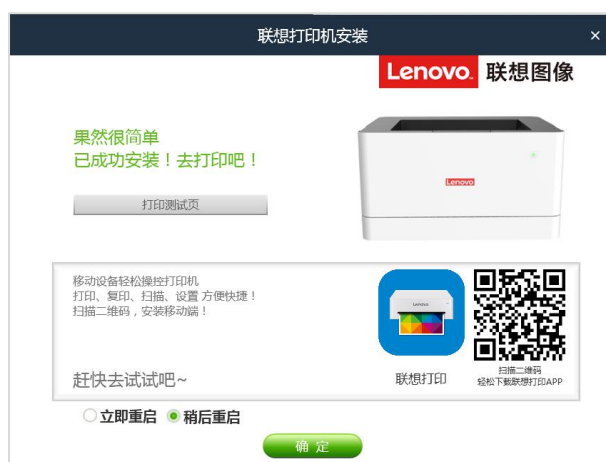 联想打印机安装
×
Lenovo. 联想图像
果然很简单
已成功安装！去打印吧！
Lenovo
打印测试页
移动设备轻松操控打印机
打印、复印、扫描、设置 方便快捷！
扫描二维码，安装移动端！
Lenovo
赶快去试试吧~
联想打印
扫描二维码
轻松下载联想打印APP
立即重启
稍后重启
确 定